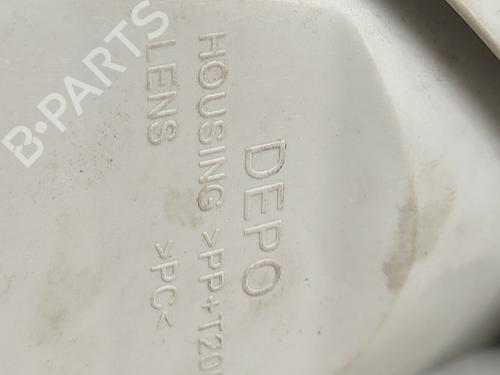 DEPO
HOUSING >PP+T20
LENS >PC<
B-PARTS